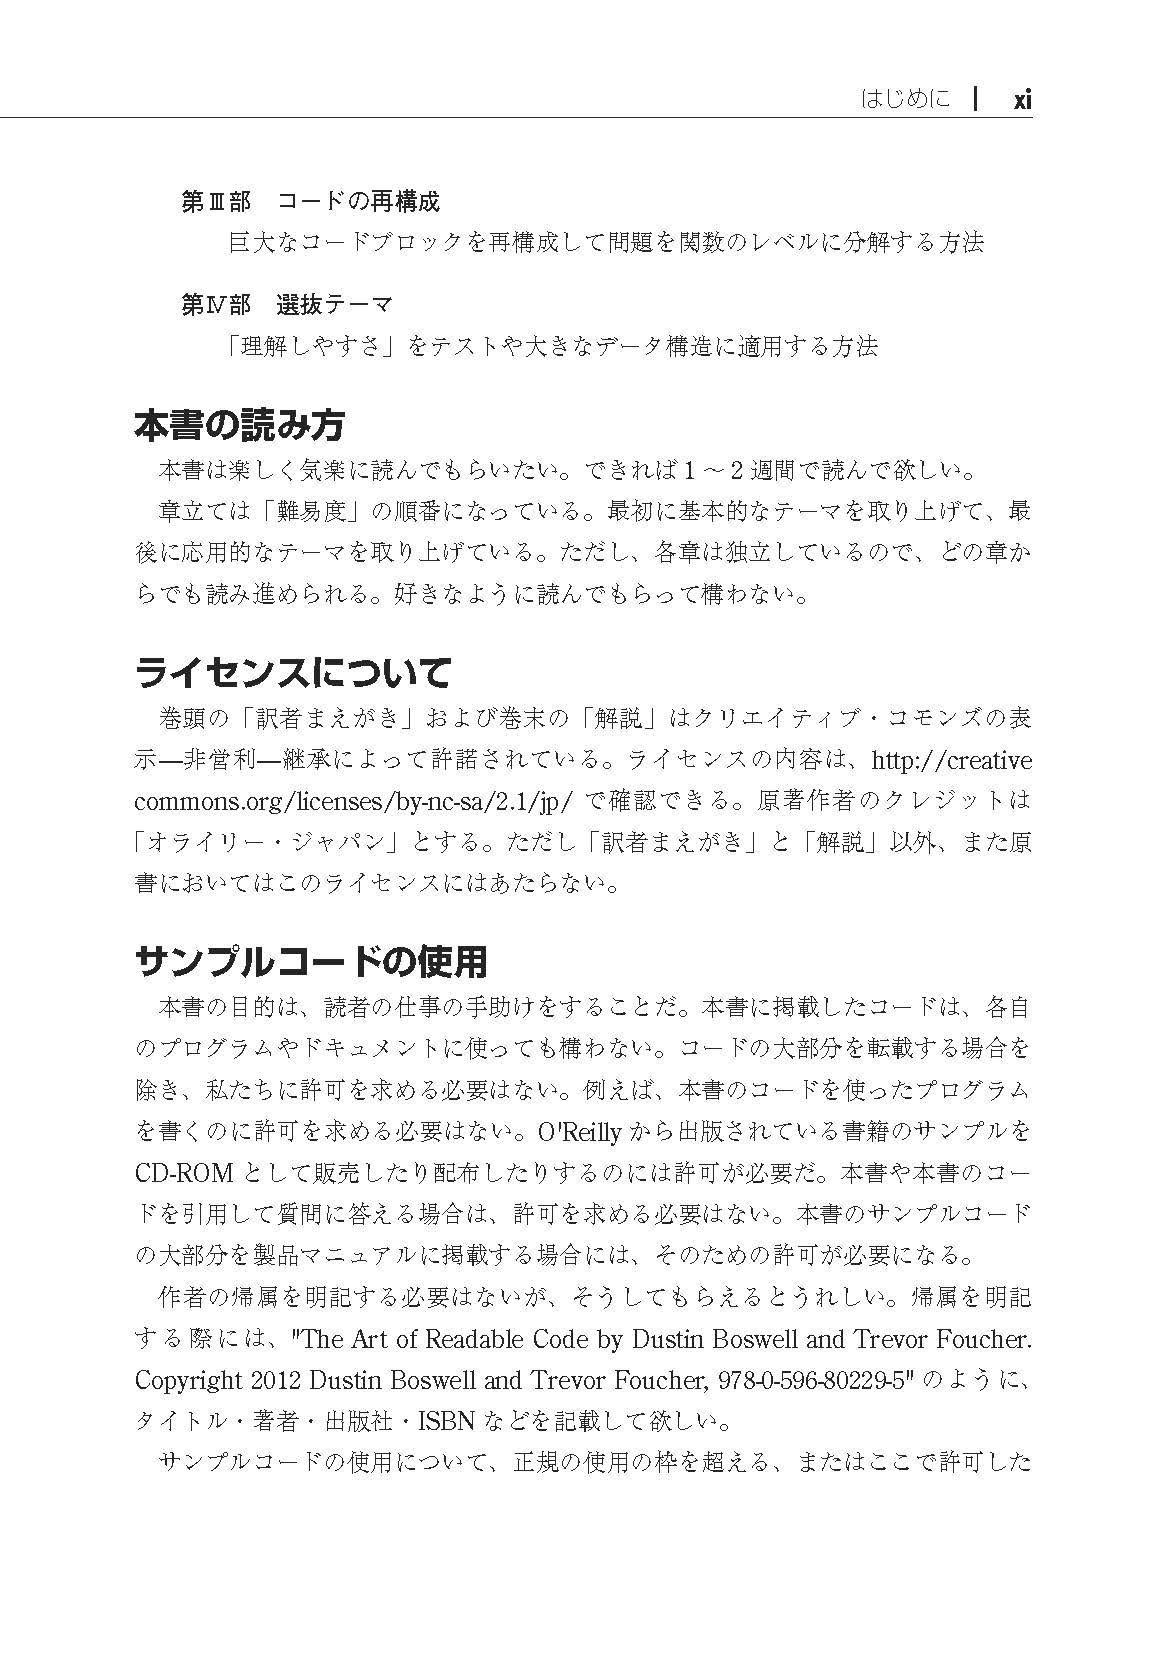 はじめに | xi
第Ⅲ部　コードの再構成
巨大なコードブロックを再構成して問題を関数のレベルに分解する方法
第Ⅳ部　選抜テーマ
「理解しやすさ」をテストや大きなデータ構造に適用する方法
本書の読み方
本書は楽しく気楽に読んでもらいたい。できれば 1 〜 2 週間で読んで欲しい。
章立ては「難易度」の順番になっている。最初に基本的なテーマを取り上げて、最
後に応用的なテーマを取り上げている。ただし、各章は独立しているので、どの章か
らでも読み進められる。好きなように読んでもらって構わない。
ライセンスについて
巻頭の「訳者まえがき」および巻末の「解説」はクリエイティブ・コモンズの表
示—非営利—継承によって許諾されている。ライセンスの内容は、http://creative
commons.org/licenses/by-nc-sa/2.1/jp/ で確認できる。原著作者のクレジットは
「オライリー・ジャパン」とする。ただし「訳者まえがき」と「解説」以外、また原
書においてはこのライセンスにはあたらない。
サンプルコードの使用
本書の目的は、読者の仕事の手助けをすることだ。本書に掲載したコードは、各自
のプログラムやドキュメントに使っても構わない。コードの大部分を転載する場合を
除き、私たちに許可を求める必要はない。例えば、本書のコードを使ったプログラム
を書くのに許可を求める必要はない。O'Reilly から出版されている書籍のサンプルを
CD-ROM として販売したり配布したりするのには許可が必要だ。本書や本書のコー
ドを引用して質問に答える場合は、許可を求める必要はない。本書のサンプルコード
の大部分を製品マニュアルに掲載する場合には、そのための許可が必要になる。
作者の帰属を明記する必要はないが、そうしてもらえるとうれしい。帰属を明記
する際には、"The Art of Readable Code by Dustin Boswell and Trevor Foucher.
Copyright 2012 Dustin Boswell and Trevor Foucher, 978-0-596-80229-5" のように、
タイトル・著者・出版社・ISBN などを記載して欲しい。
サンプルコードの使用について、正規の使用の枠を超える、またはここで許可した